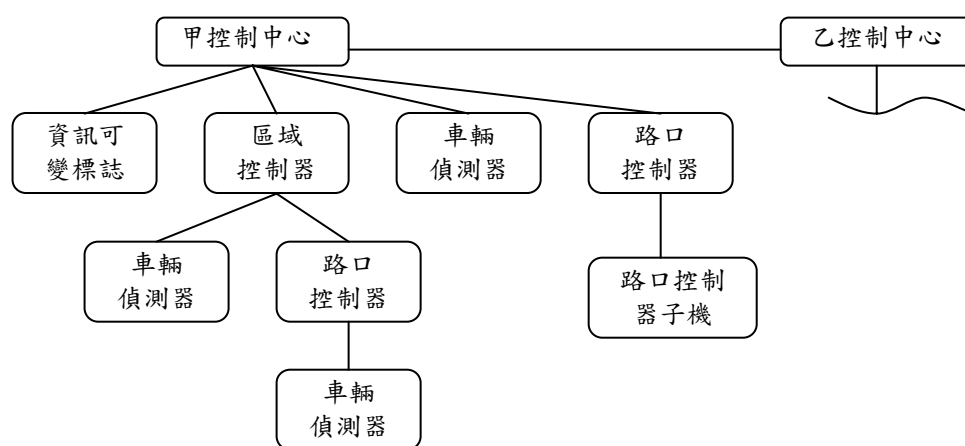 甲控制中心
乙控制中心
資訊可
變標誌
區域
控制器
車輛
偵測器
路口
控制器
車輛
偵測器
路口
控制器
路口控制
器子機
車輛
偵測器